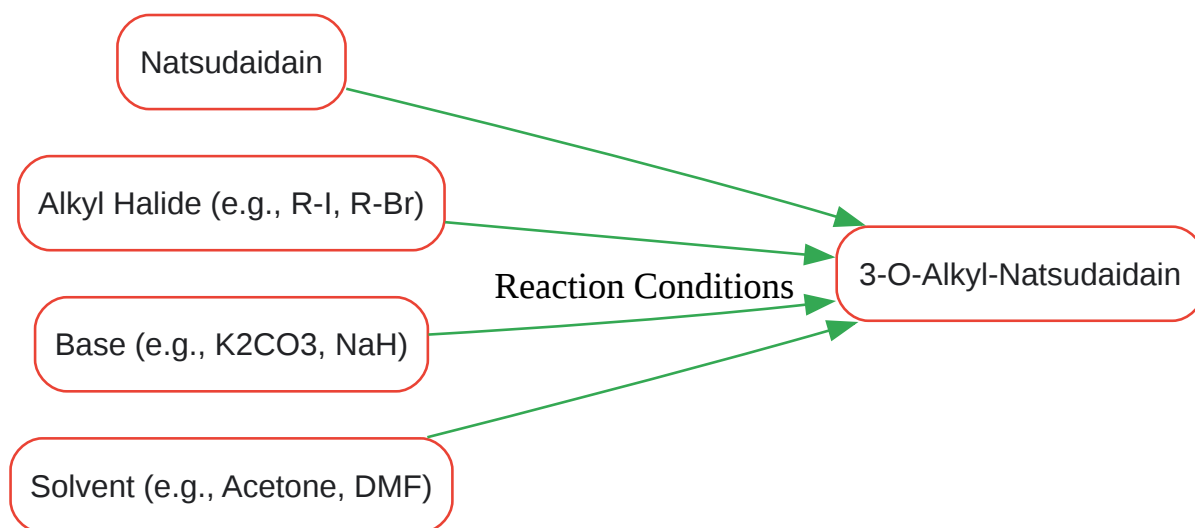 Natsudaidain
Alkyl Halide (e.g., R-I, R-Br)
Reaction Conditions
3-O-Alkyl-Natsudaidain
Base (e.g., K2CO3, NaH)
Solvent (e.g., Acetone, DMF)